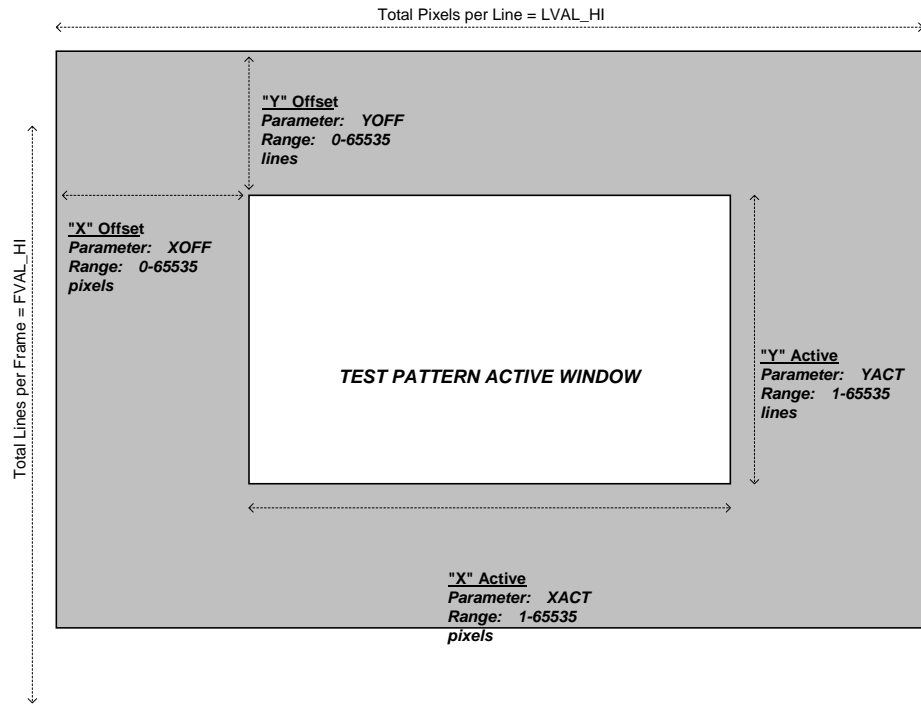 Total Pixels per Line = LVAL_HI
"Y" Offset
Parameter: YOFF
Range: 0-65535
lines
"X" Offset
Parameter: XOFF
Range: 0-65535
pixels
Total Lines per Frame = FVAL_HI
TEST PATTERN ACTIVE WINDOW
"Y" Active
Parameter: YACT
Range: 1-65535
lines
"X" Active
Parameter: XACT
Range: 1-65535
pixels